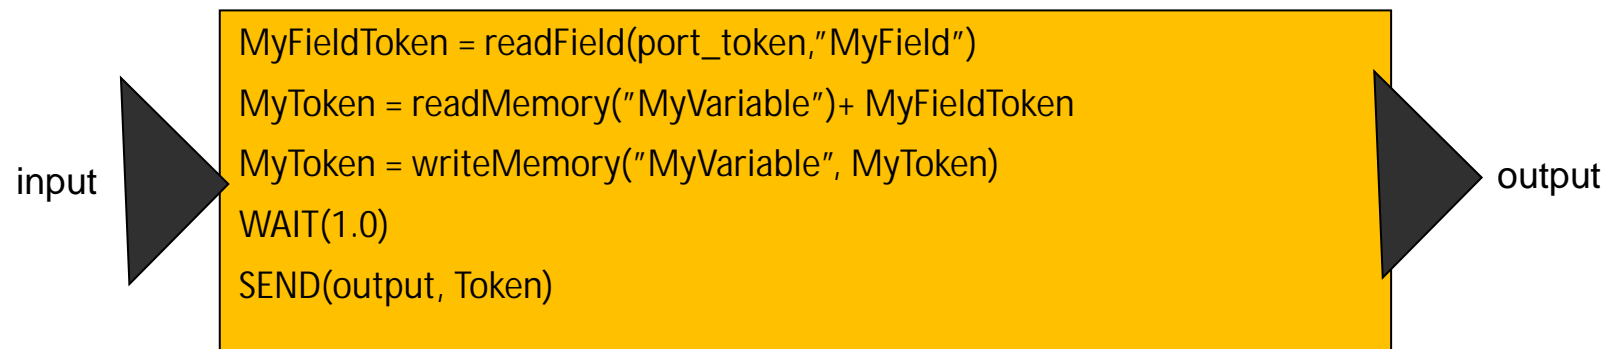 MyFieldToken = readField(port_token,"MyField")
MyToken = readMemory("MyVariable")+ MyFieldToken
MyToken = writeMemory("MyVariable", MyToken)
input
output
WAIT(1.0)
SEND(output, Token)